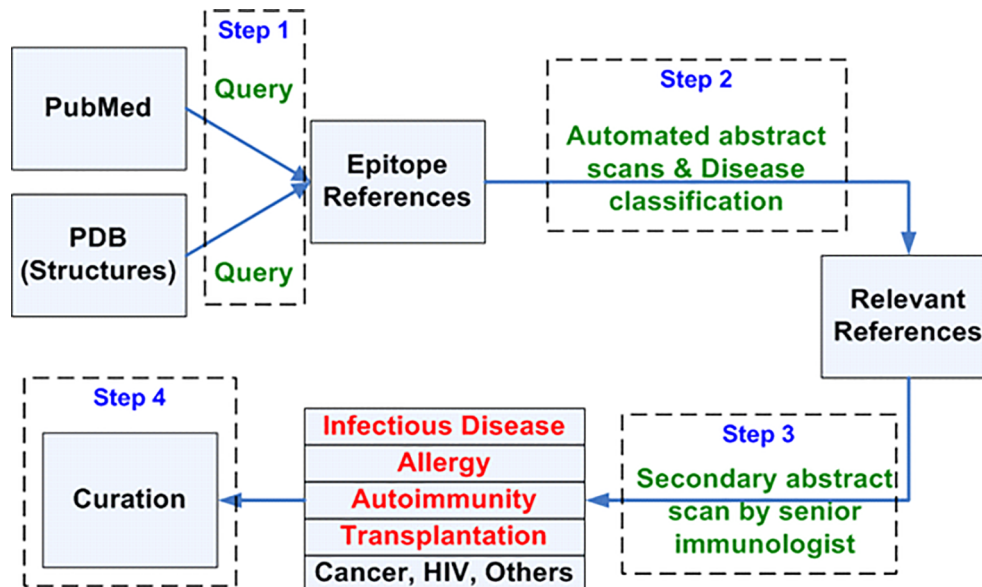 Step 1
PubMed
Query
Epitope
References
PDB
(Structures)
Query
Step 2
Automated abstract
scans & Disease
classification
Relevant
References
Step 3
Secondary abstract
scan by senior
immunologist
Infectious Disease
Allergy
Autoimmunity
Transplantation
Cancer, HIV, Others
Step 4
Curation